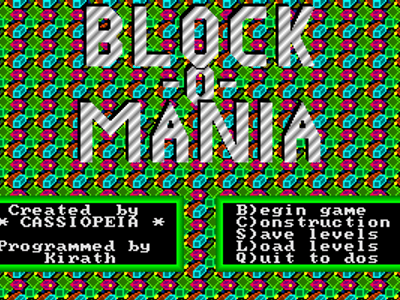 BLOCK
-O-
MANIA
Created by
* CASSIOPEIA *
Programmed by
Kirath
B)egin game
C)onstruction
S)ave levels
L)oad levels
Q)uit to dos